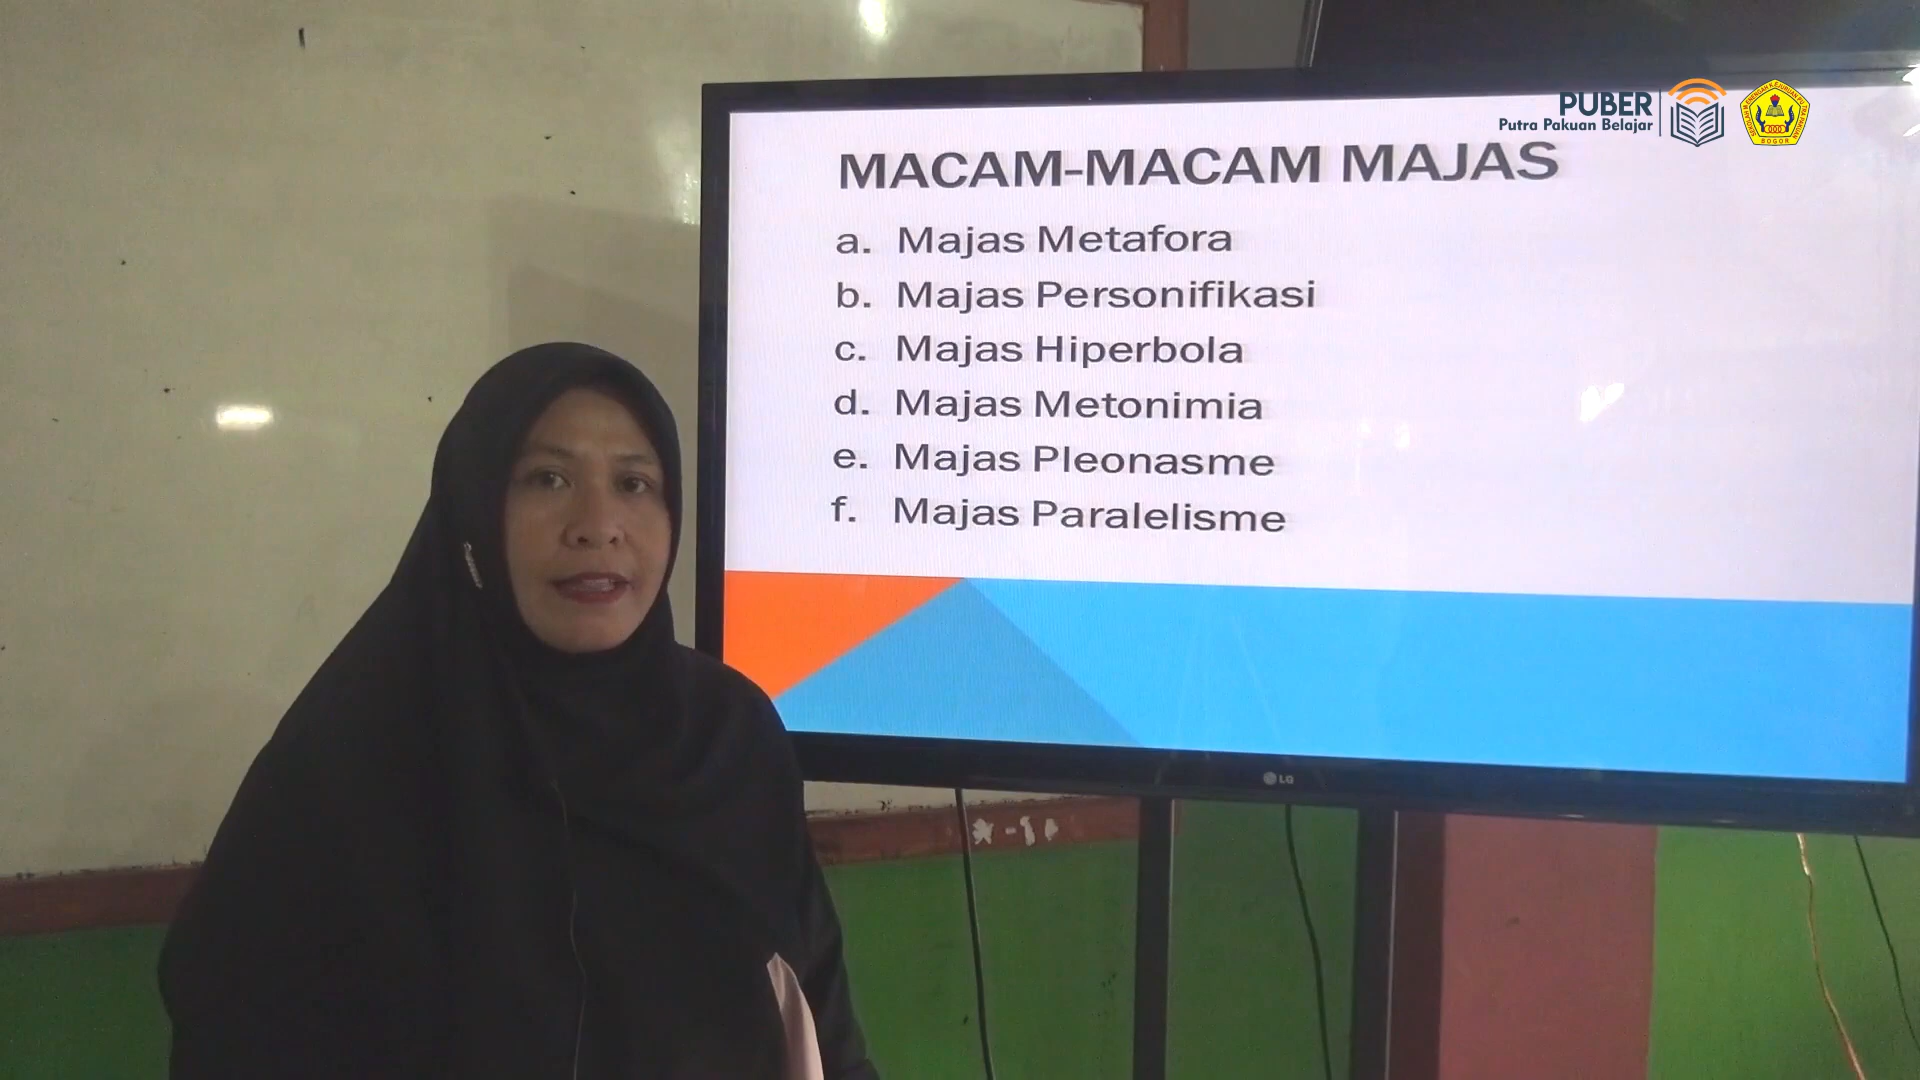 PUBER
Putra Pakuan Belajar
BOGOR
MACAM-MACAM MAJAS
a. Majas Metafora
b. Majas Personifikasi
c. Majas Hiperbola
d. Majas Metonimia
e. Majas Pleonasme
f. Majas Paralelisme
LG